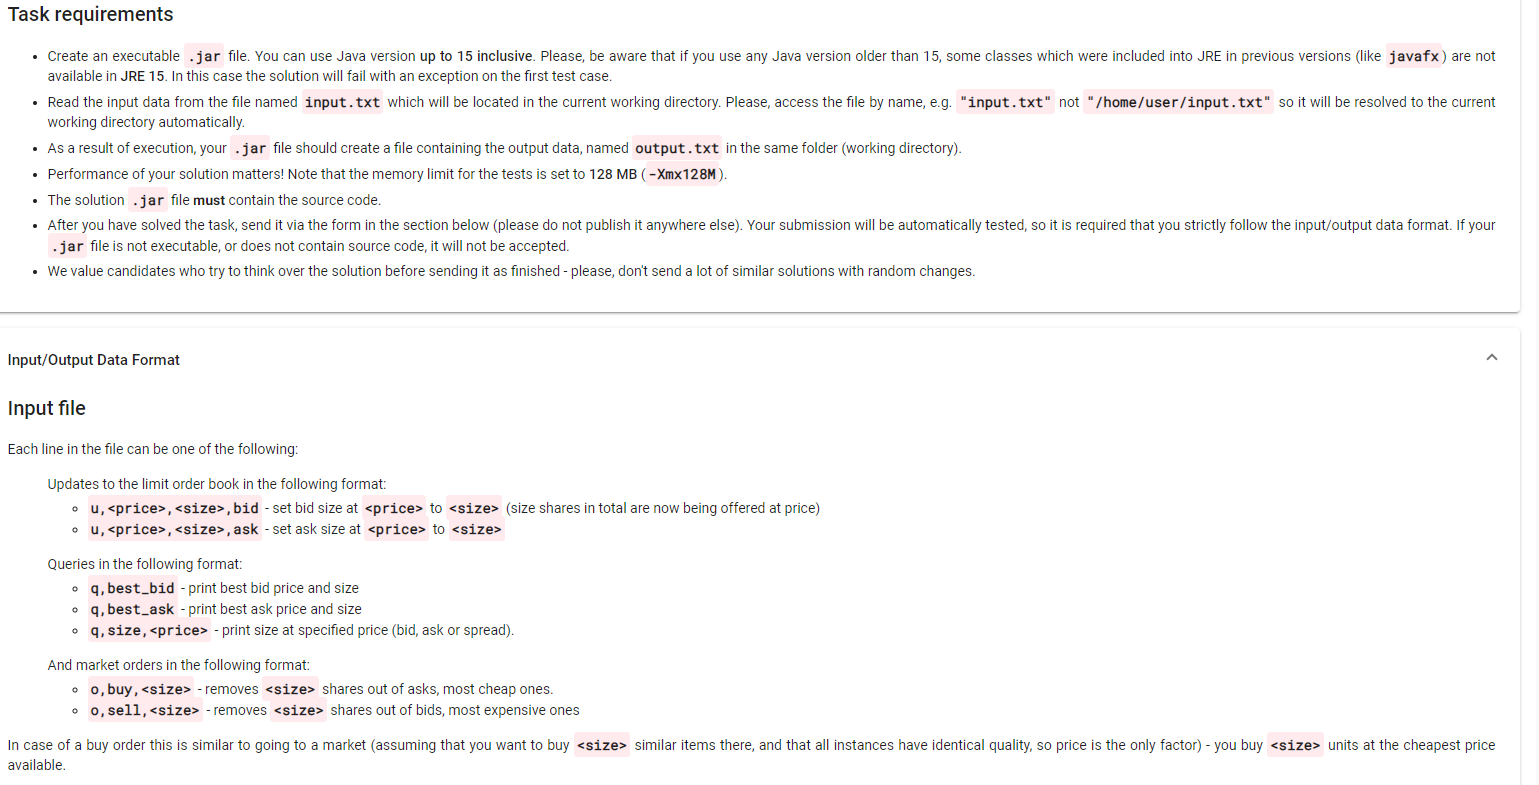 Task requirements
Create an executable .jar file. You can use Java version up to 15 inclusive. Please, be aware that if you use any Java version older than 15, some classes which were included into JRE in previous versions (like javafx) are not
available in JRE 15. In this case the solution will fail with an exception on the first test case.
Read the input data from the file named input.txt which will be located in the current working directory. Please, access the file by name, e.g. "input.txt" not "/home/user/input.txt" so it will be resolved to the current
working directory automatically.
As a result of execution, your .jar file should create a file containing the output data, named output.txt in the same folder (working directory).
Performance of your solution matters! Note that the memory limit for the tests is set to 128 MB (-Xmx128M).
The solution .jar file must contain the source code.
After you have solved the task, send it via the form in the section below (please do not publish it anywhere else). Your submission will be automatically tested, so it is required that you strictly follow the input/output data format. If your
.jar file is not executable, or does not contain source code, it will not be accepted.
We value candidates who try to think over the solution before sending it as finished - please, don't send a lot of similar solutions with random changes.
Input/Output Data Format
Input file
Each line in the file can be one of the following:
Updates to the limit order book in the following format:
u,<price>,<size>,bid - set bid size at <price> to <size> (size shares in total are now being offered at price)
u,<price>,<size>,ask - set ask size at <price> to <size>
Queries in the following format:
q,best_bid - print best bid price and size
q,best_ask - print best ask price and size
q,size,<price> - print size at specified price (bid, ask or spread).
And market orders in the following format:
o,buy,<size> - removes <size> shares out of asks, most cheap ones.
o,sell,<size> - removes <size> shares out of bids, most expensive ones
In case of a buy order this is similar to going to a market (assuming that you want to buy <size> similar items there, and that all instances have identical quality, so price is the only factor) - you buy <size> units at the cheapest price
available.